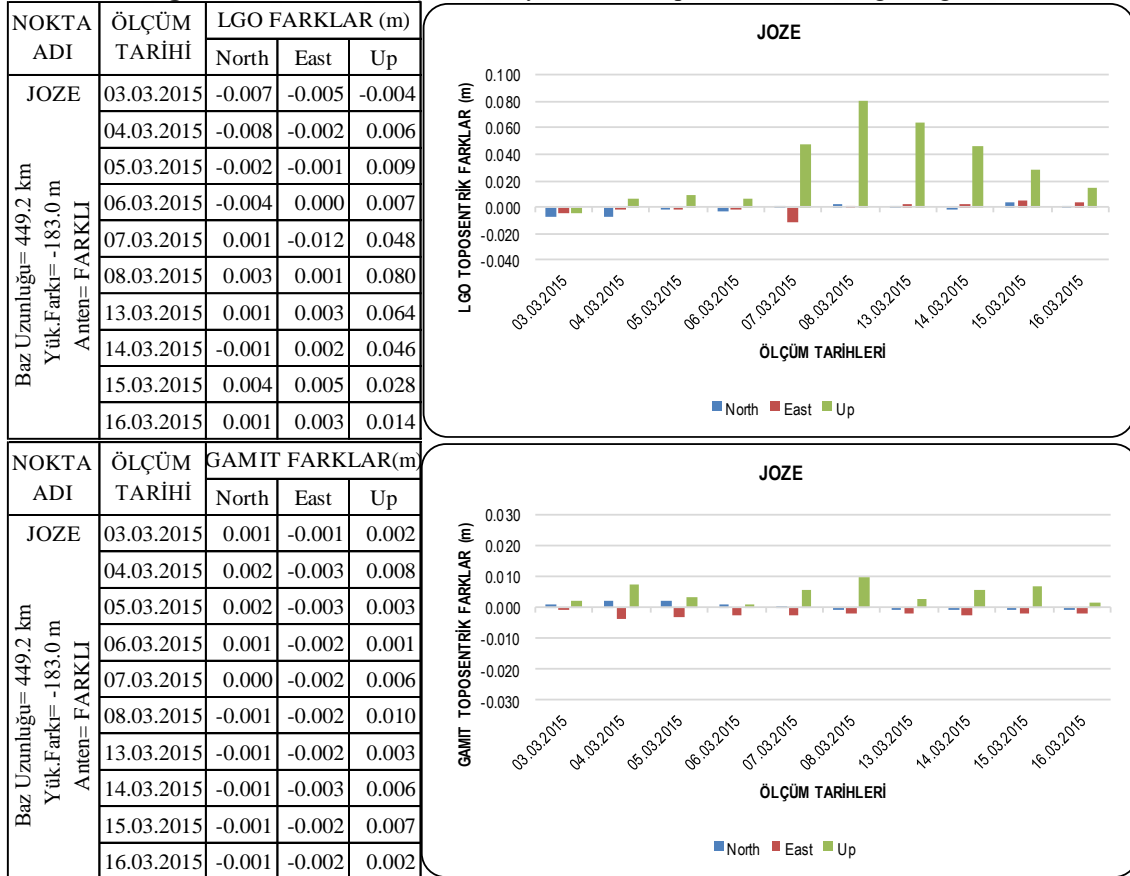 NOKTA ADI ÖLÇÜM TARİHİ LGO FARKLAR (m)
North East Up
JOZE 03.03.2015 -0.007 -0.005 -0.004
04.03.2015 -0.008 -0.002 0.006
05.03.2015 -0.002 -0.001 0.009
06.03.2015 -0.004 0.000 0.007
07.03.2015 0.001 -0.012 0.048
08.03.2015 0.003 0.001 0.080
13.03.2015 0.001 0.003 0.064
14.03.2015 -0.001 0.002 0.046
15.03.2015 0.004 0.005 0.028
16.03.2015 0.001 0.003 0.014
Baz Uzunluğu= 449.2 km
Yük.Farkı= -183.0 m
Anten= FARKLI
JOZE
LGO TOPOSENTRİK FARKLAR (m)
0.100
0.080
0.060
0.040
0.020
0.000
-0.020
-0.040
03.03.2015 04.03.2015 05.03.2015 06.03.2015 07.03.2015 08.03.2015 13.03.2015 14.03.2015 15.03.2015 16.03.2015
ÖLÇÜM TARİHLERİ
North East Up
NOKTA ADI ÖLÇÜM TARİHİ GAMIT FARKLAR(m)
North East Up
JOZE 03.03.2015 0.001 -0.001 0.002
04.03.2015 0.002 -0.003 0.008
05.03.2015 0.002 -0.003 0.003
06.03.2015 0.001 -0.002 0.001
07.03.2015 0.000 -0.002 0.006
08.03.2015 -0.001 -0.002 0.010
13.03.2015 -0.001 -0.002 0.003
14.03.2015 -0.001 -0.003 0.006
15.03.2015 -0.001 -0.002 0.007
16.03.2015 -0.001 -0.002 0.002
Baz Uzunluğu= 449.2 km
Yük.Farkı= -183.0 m
Anten= FARKLI
JOZE
GAMIT TOPOSENTRİK FARKLAR (m)
0.030
0.020
0.010
0.000
-0.010
-0.020
-0.030
03.03.2015 04.03.2015 05.03.2015 06.03.2015 07.03.2015 08.03.2015 13.03.2015 14.03.2015 15.03.2015 16.03.2015
ÖLÇÜM TARİHLERİ
North East Up